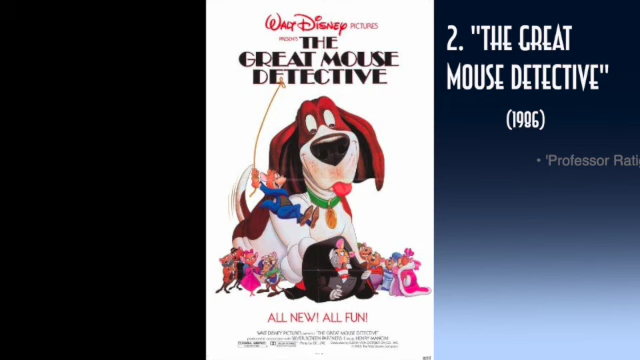 WALT DISNEY PICTURES
PRESENTS
THE
GREAT MOUSE
DETECTIVE
ALL NEW! ALL FUN!
2. "THE GREAT
MOUSE DETECTIVE"
(1986)
• 'Professor Rati